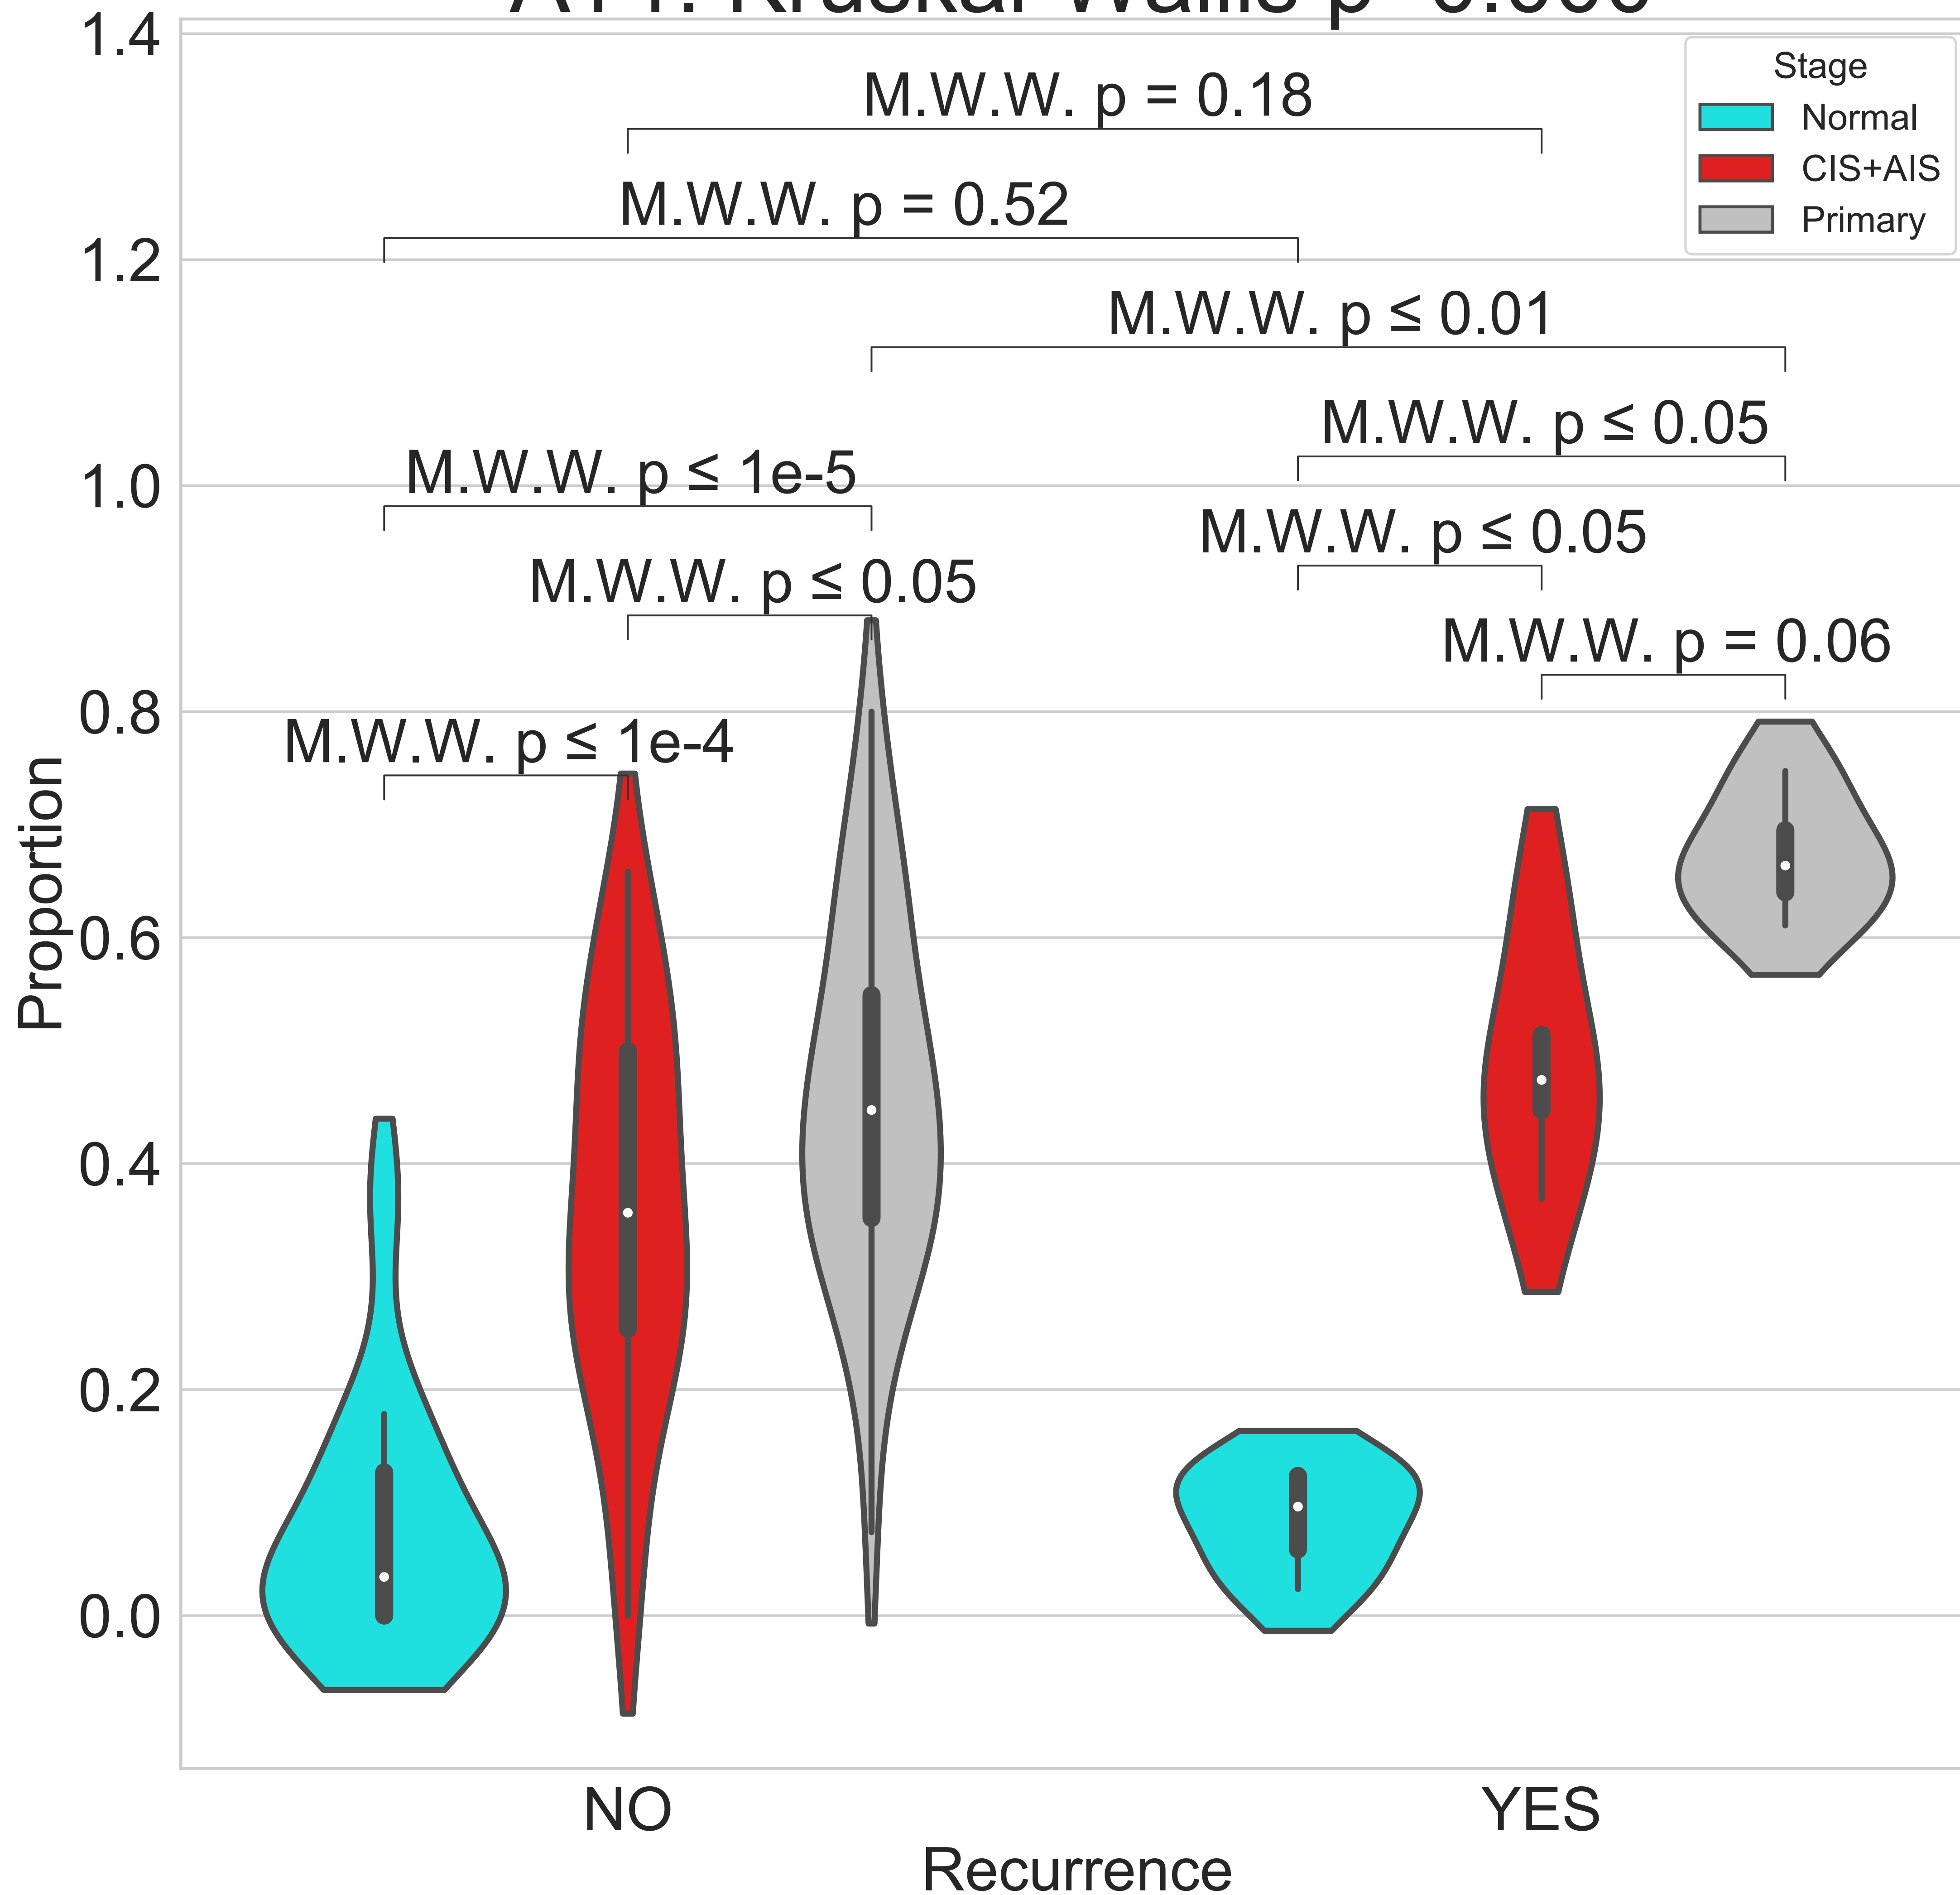 1.4
1.2
1.0
0.8
0.6
0.4
0.2
0.0
Proportion
M.W.W. p = 0.18
M.W.W. p = 0.52
M.W.W. p ≤ 0.01
M.W.W. p ≤ 0.05
M.W.W. p ≤ 1e-5
M.W.W. p ≤ 0.05
M.W.W. p ≤ 0.05
M.W.W. p = 0.06
M.W.W. p ≤ 1e-4
Stage
Normal
CIS+AIS
Primary
NO
YES
Recurrence